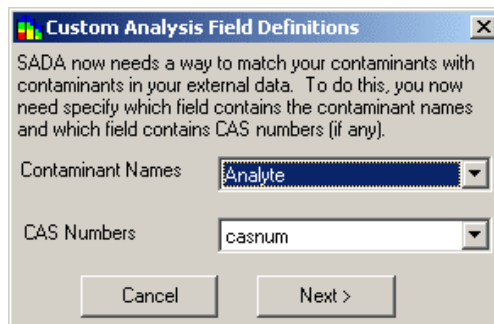 Custom Analysis Field Definitions
SADA now needs a way to match your contaminants with
contaminants in your external data.  To do this, you now
need specify which field contains the contaminant names
and which field contains CAS numbers (if any).
Contaminant Names Analyte
CAS Numbers casnum
Cancel Next >